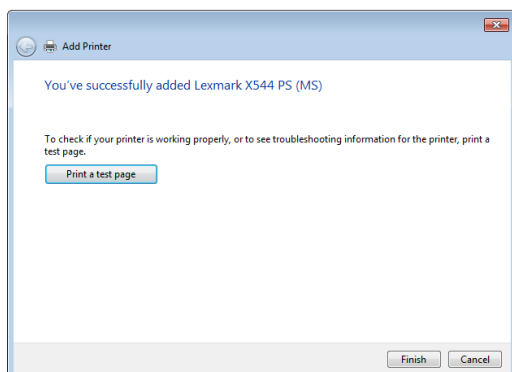 Add Printer
You've successfully added Lexmark X544 PS (MS)
To check if your printer is working properly, or to see troubleshooting information for the printer, print a
test page.
Print a test page
Finish Cancel